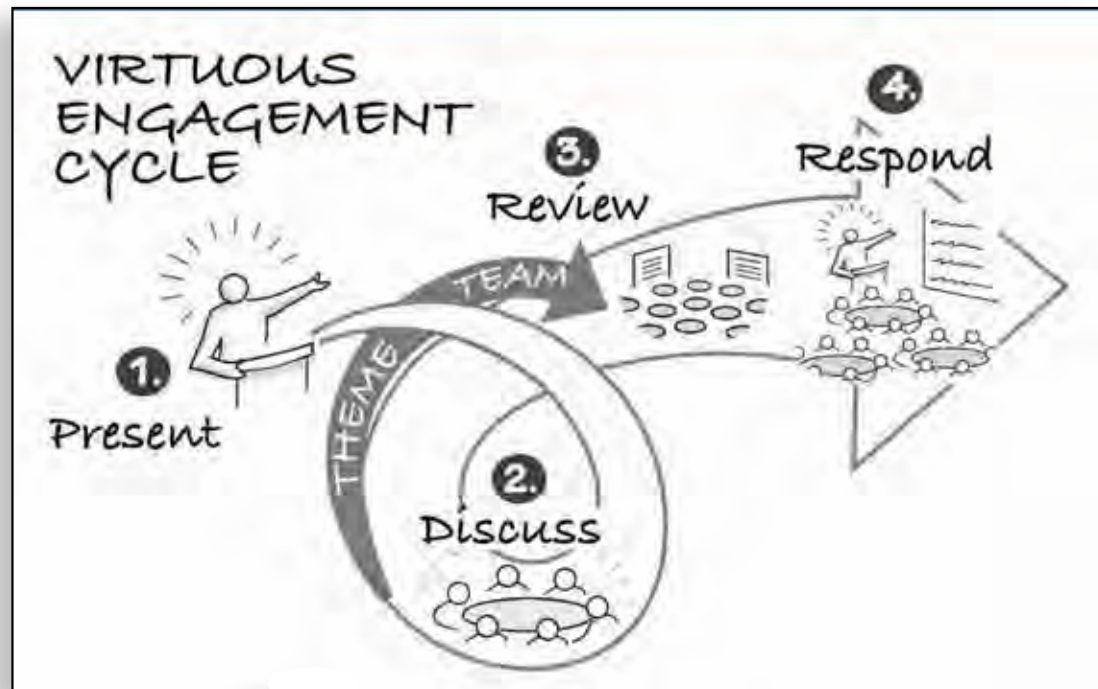 VIRTUOUS
ENGAGEMENT
CYCLE
1.
Present
2.
Discuss
3.
Review
4.
Respond
THEME
TEAM